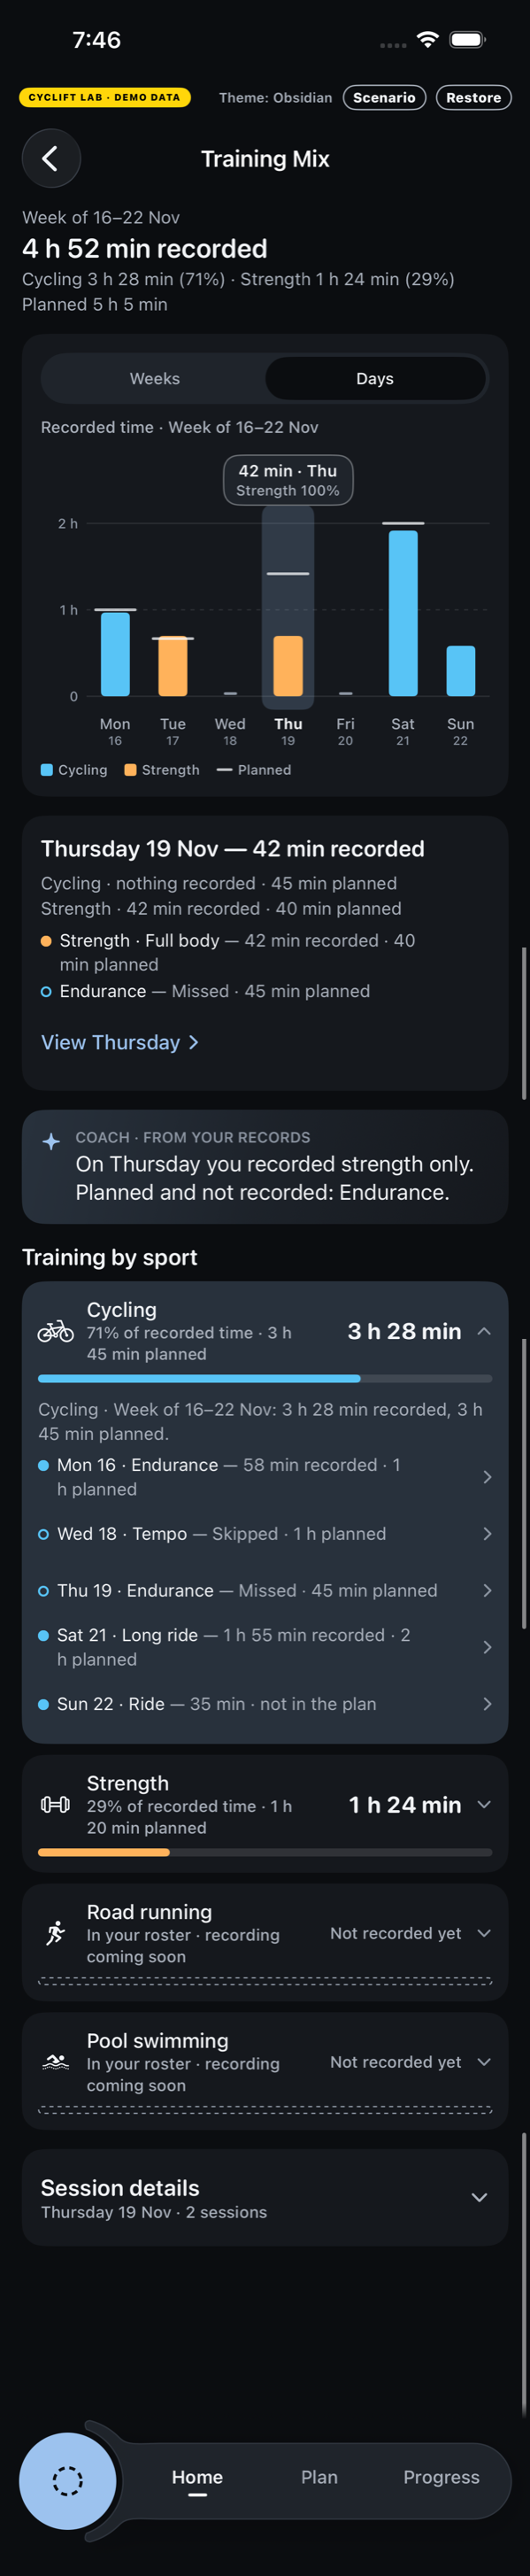 7:46
CYCLIFT LAB · DEMO DATA
Theme: Obsidian
Scenario
Restore
Training Mix
Week of 16–22 Nov
4 h 52 min recorded
Cycling 3 h 28 min (71%) · Strength 1 h 24 min (29%)
Planned 5 h 5 min
Weeks
Days
Recorded time · Week of 16–22 Nov
42 min · Thu
Strength 100%
2 h
1 h
0
Mon Tue Wed Thu Fri Sat Sun
16 17 18 19 20 21 22
Cycling Strength Planned
Thursday 19 Nov — 42 min recorded
Cycling · nothing recorded · 45 min planned
Strength · 42 min recorded · 40 min planned
Strength · Full body — 42 min recorded · 40
min planned
Endurance — Missed · 45 min planned
View Thursday
COACH · FROM YOUR RECORDS
On Thursday you recorded strength only.
Planned and not recorded: Endurance.
Training by sport
Cycling
71% of recorded time · 3 h
45 min planned
3 h 28 min
Cycling · Week of 16–22 Nov: 3 h 28 min recorded, 3 h
45 min planned.
Mon 16 · Endurance — 58 min recorded · 1
h planned
Wed 18 · Tempo — Skipped · 1 h planned
Thu 19 · Endurance — Missed · 45 min planned
Sat 21 · Long ride — 1 h 55 min recorded · 2
h planned
Sun 22 · Ride — 35 min · not in the plan
Strength
29% of recorded time · 1 h
20 min planned
1 h 24 min
Road running
In your roster · recording
coming soon
Not recorded yet
Pool swimming
In your roster · recording
coming soon
Not recorded yet
Session details
Thursday 19 Nov · 2 sessions
Home
Plan
Progress